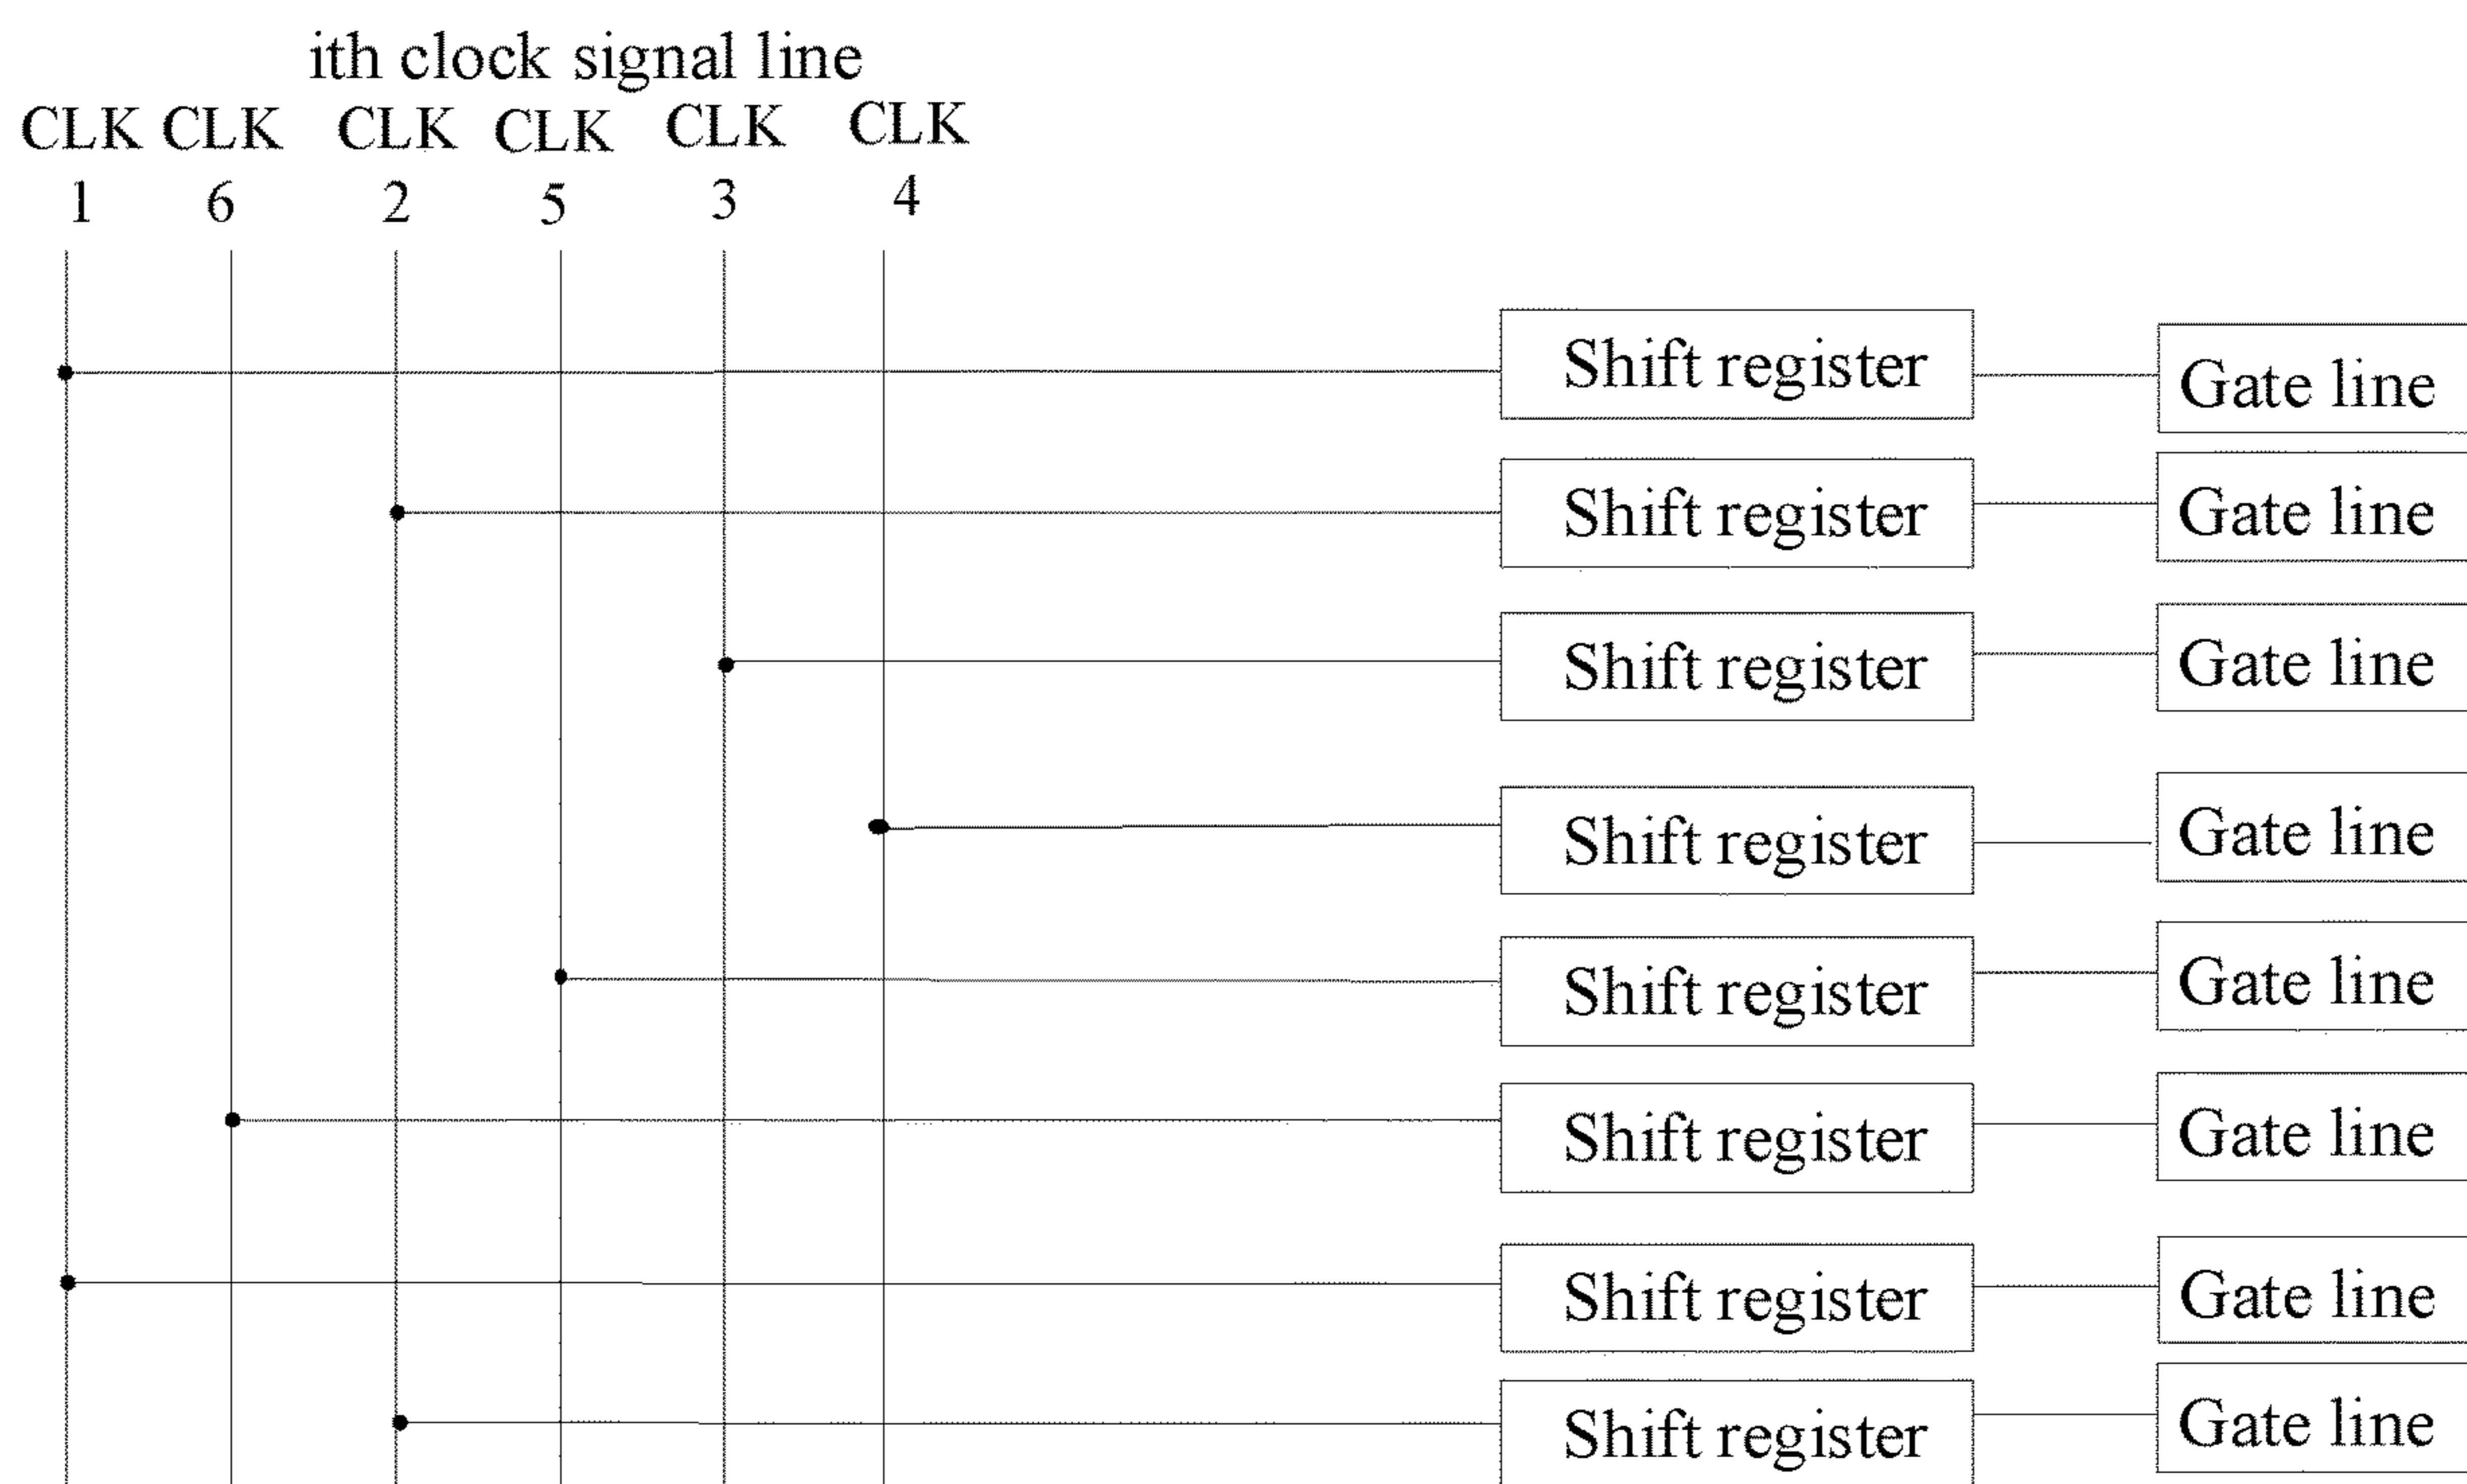 ith clock signal line
CLK CLK CLK CLK CLK CLK
1 6 2 5 3 4
Shift register Gate line
Shift register Gate line
Shift register Gate line
Shift register Gate line
Shift register Gate line
Shift register Gate line
Shift register Gate line
Shift register Gate line